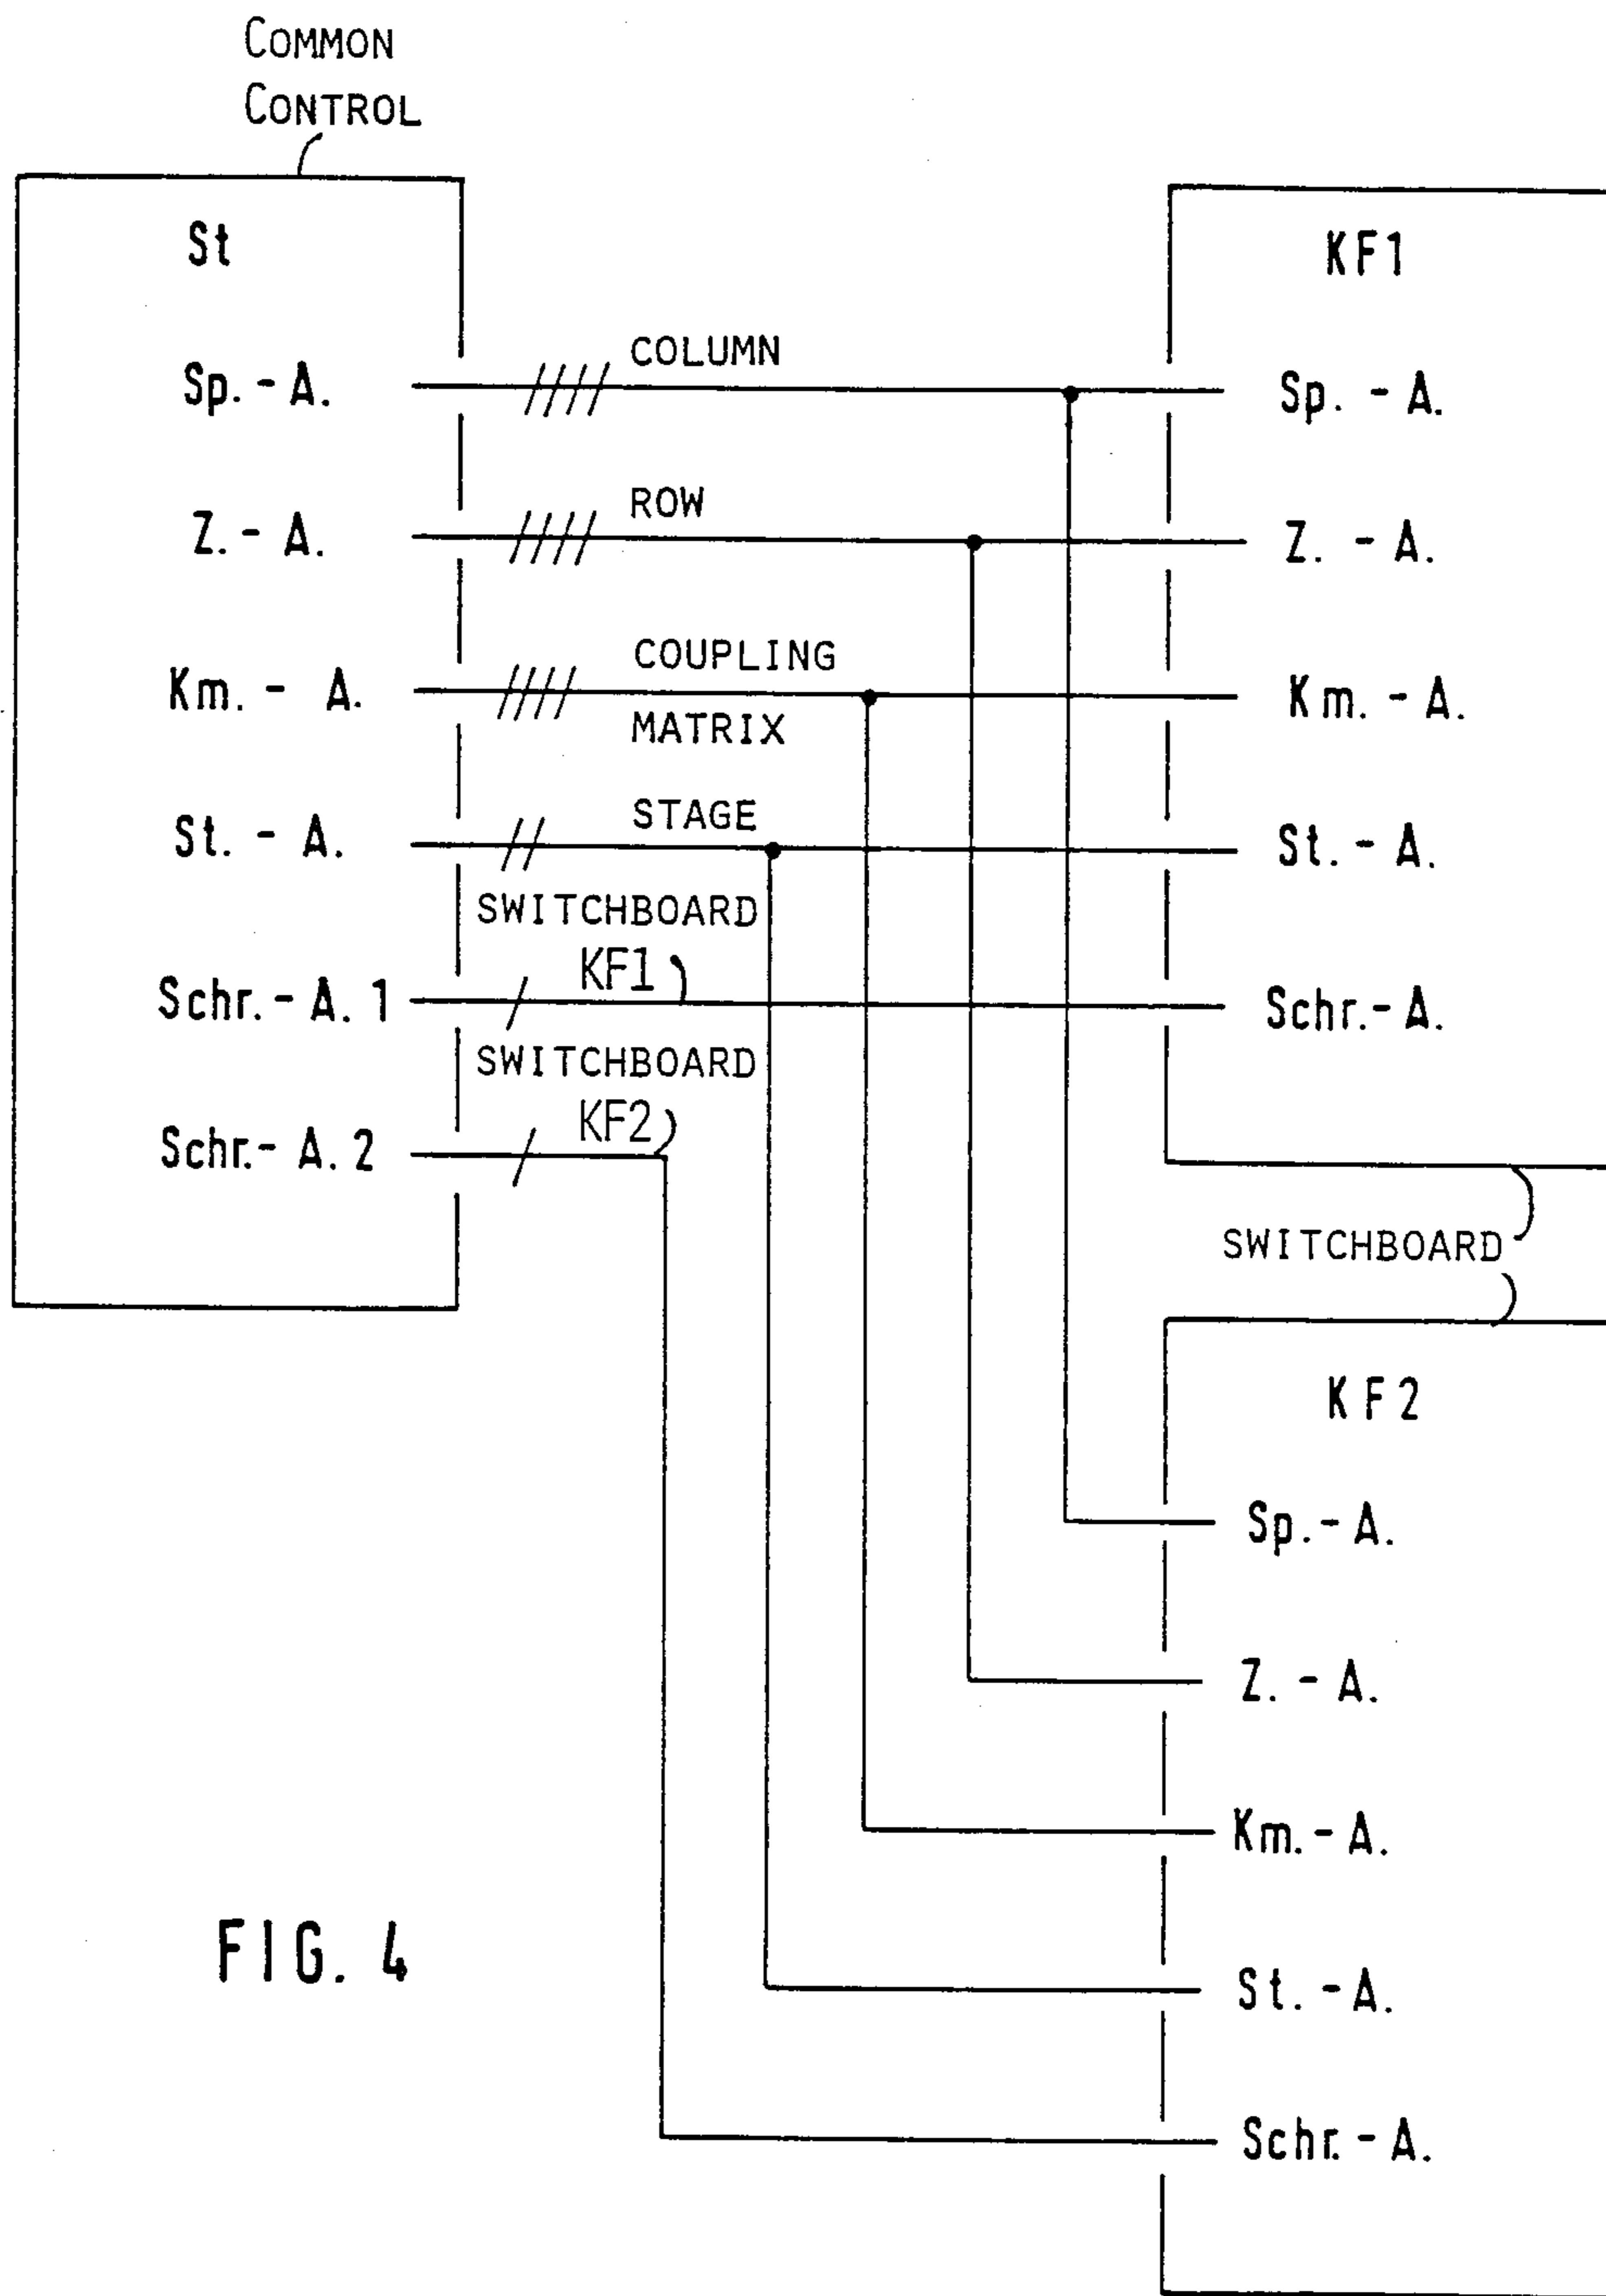 COMMON
CONTROL
St
KF1
Sp. - A.
COLUMN
Sp. - A.
Z. - A.
ROW
Z. - A.
Km. - A.
COUPLING
MATRIX
Km. - A.
St. - A.
STAGE
St. - A.
SWITCHBOARD
KF1
Schr. - A. 1
Schr. - A.
SWITCHBOARD
KF2
Schr. - A. 2
SWITCHBOARD
KF2
Sp. - A.
Z. - A.
Km. - A.
St. - A.
Schr. - A.
FIG. 4